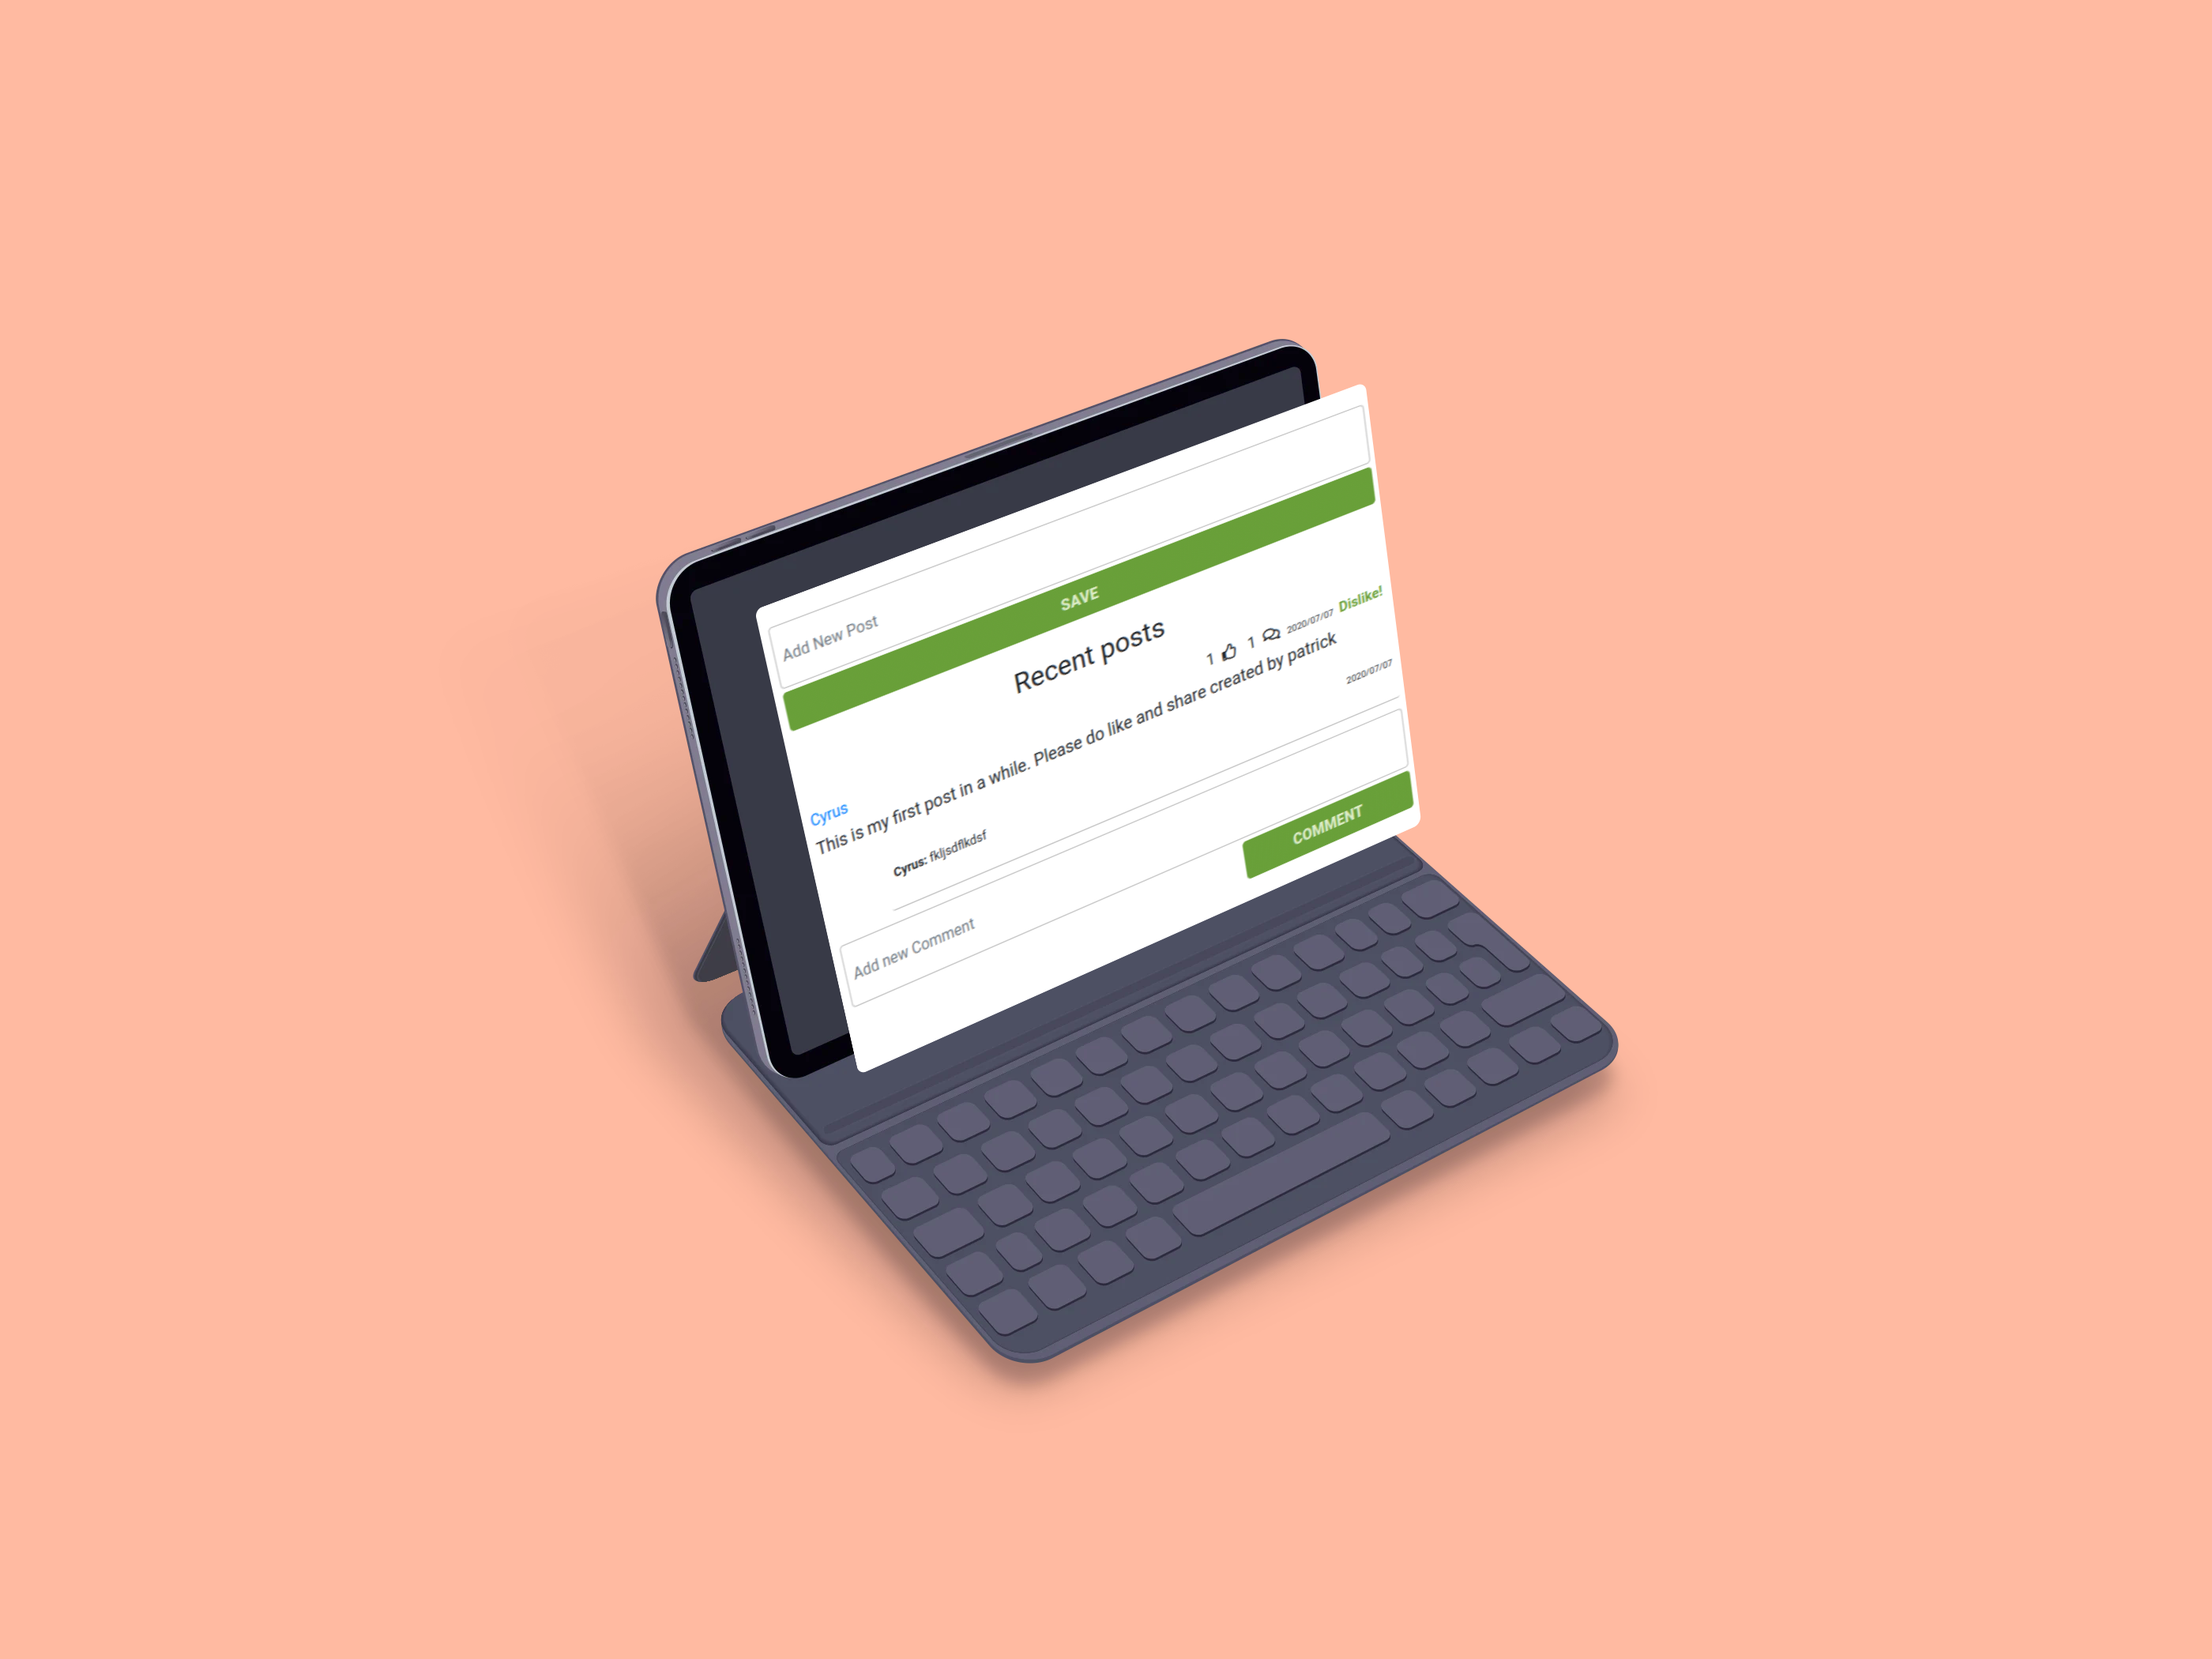 Add New Post
SAVE
Recent posts
Cyrus
1 1 2020/07/07 Dislike!
This is my first post in a while. Please do like and share created by patrick
Cyrus: fkljsdflkdsf
2020/07/07
Add new Comment
COMMENT